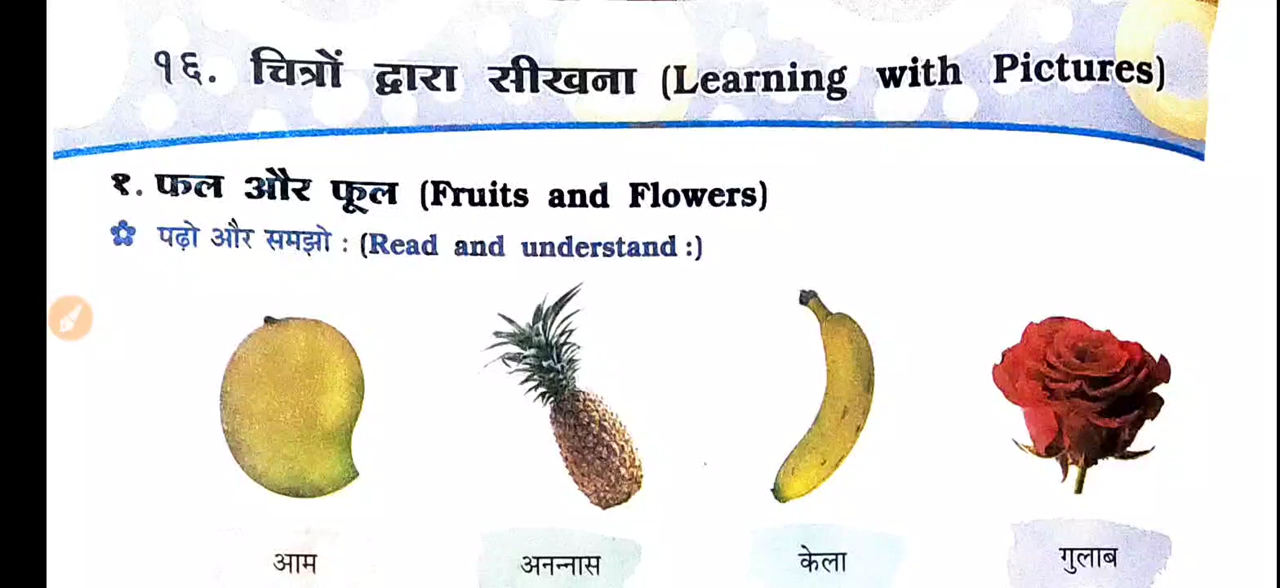 १६. चित्रों द्वारा सीखना (Learning with Pictures)
१. फल और फूल (Fruits and Flowers)
पढ़ो और समझो : (Read and understand :)
आम अनन्नास केला गुलाब